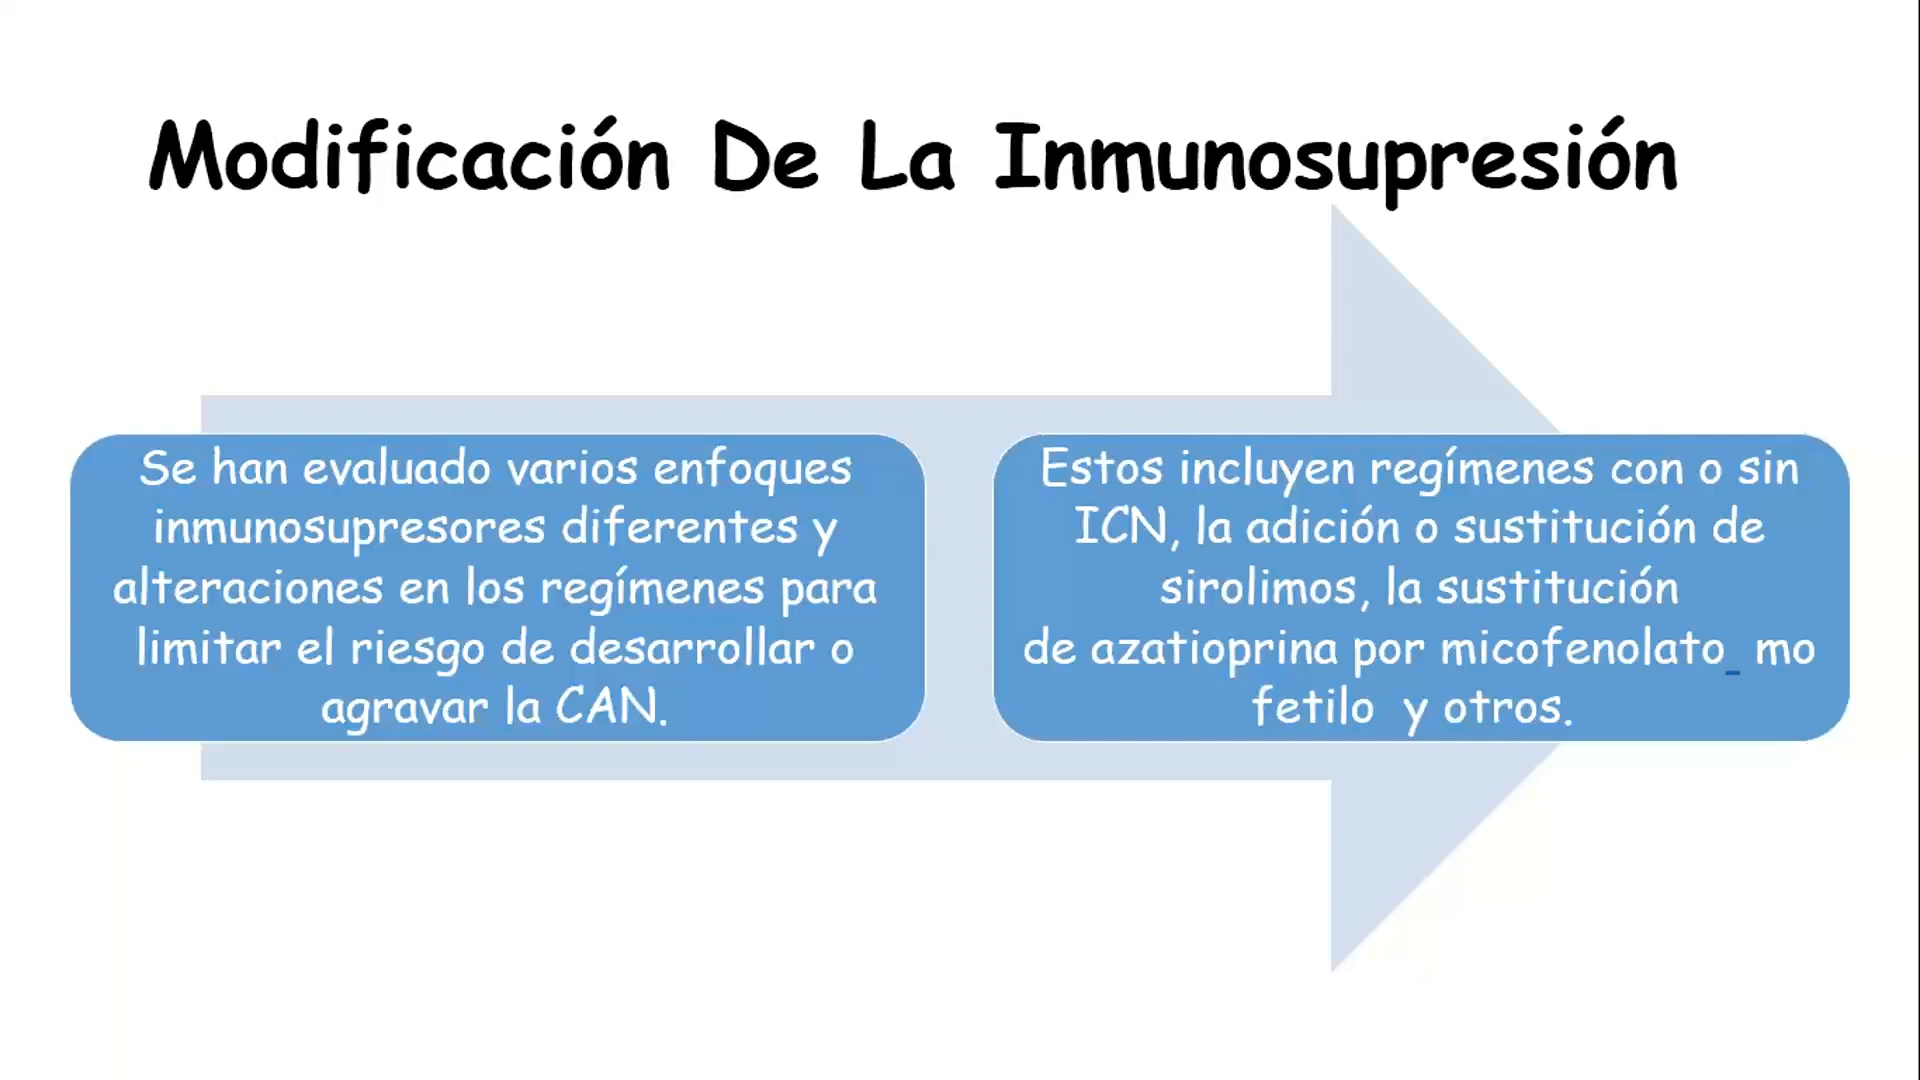 Modificación De La Inmunosupresión
Se han evaluado varios enfoques
inmunosupresores diferentes y
alteraciones en los regímenes para
limitar el riesgo de desarrollar o
agravar la CAN.
Estos incluyen regímenes con o sin
ICN, la adición o sustitución de
sirolimos, la sustitución
de azatioprina por micofenolato_ mo
fetilo y otros.